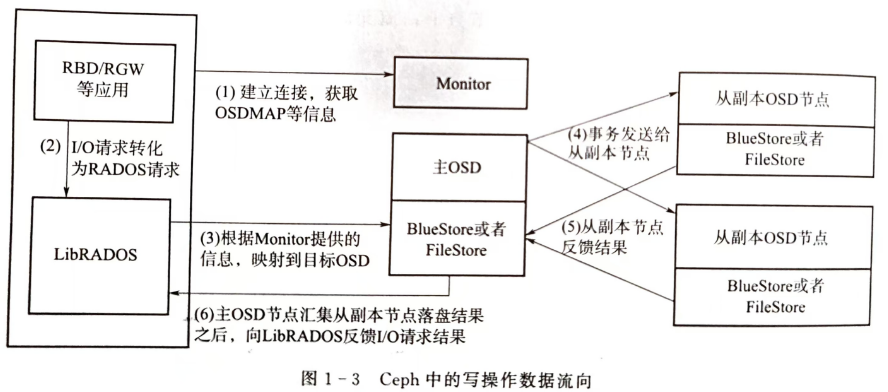 RBD/RGW
等应用
(1) 建立连接，获取
OSDMAP等信息
Monitor
(2) I/O请求转化
为RADOS请求
LibRADOS
(3)根据Monitor提供的
信息，映射到目标OSD
主OSD
BlueStore或者
FileStore
(4)事务发送给
从副本节点
从副本OSD节点
BlueStore或者
FileStore
(5)从副本节点
反馈结果
从副本OSD节点
BlueStore或者
FileStore
(6)主OSD节点汇集从副本节点落盘结果
之后，向LibRADOS反馈I/O请求结果
图 1-3 Ceph 中的写操作数据流向